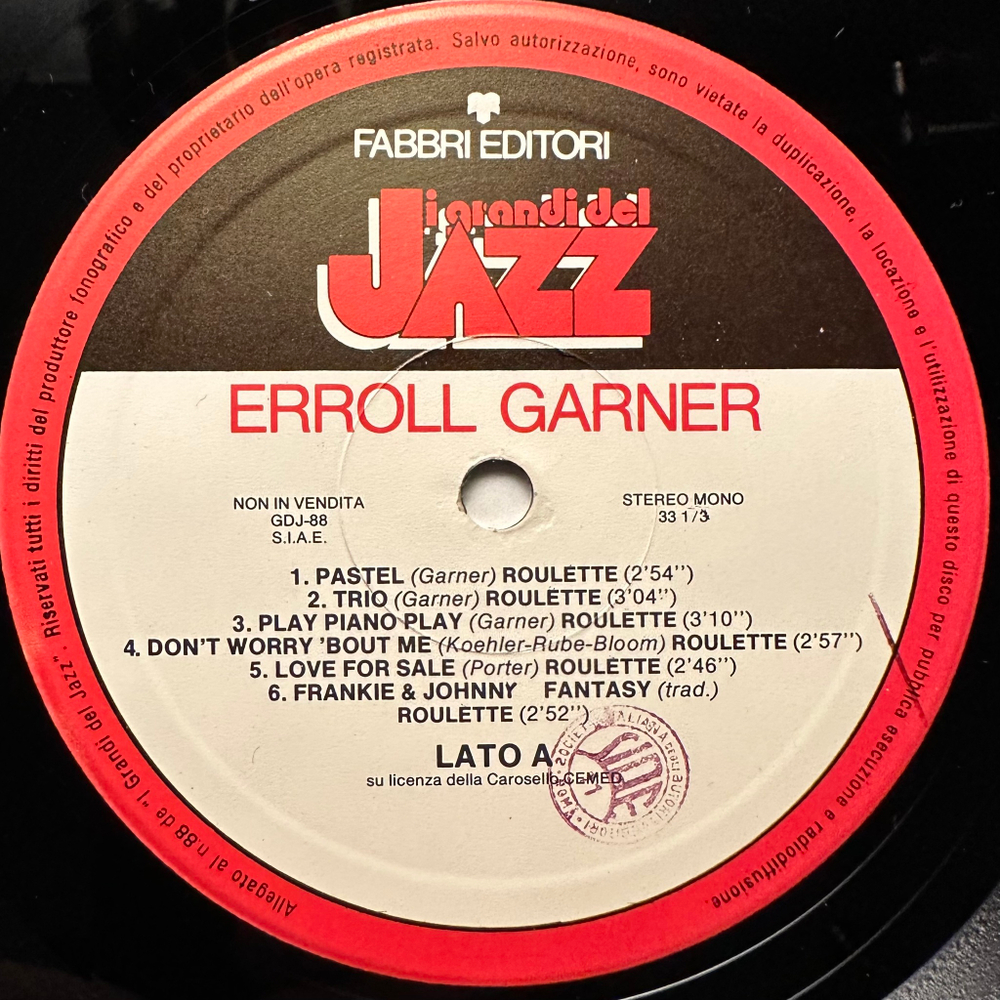 Allegato al n.88 de "I Grandi del Jazz". Riservati tutti i diritti del produttore fonografico e del proprietario dell'opera registrata. Salvo autorizzazione, sono vietate la duplicazione, la locazione e l'utilizzazione di questo disco per pubblica esecuzione e radiodiffusione.
FABBRI EDITORI
i grandi del
JAZZ
ERROLL GARNER
NON IN VENDITA
GDJ-88
S.I.A.E.
STEREO MONO
33 1/3
1. PASTEL (Garner) ROULETTE (2'54'')
2. TRIO (Garner) ROULETTE (3'04'')
3. PLAY PIANO PLAY (Garner) ROULETTE (3'10'')
4. DON'T WORRY 'BOUT ME (Koehler-Rube-Bloom) ROULETTE (2'57'')
5. LOVE FOR SALE (Porter) ROULETTE (2'46'')
6. FRANKIE & JOHNNY FANTASY (trad.)
ROULETTE (2'52'')
LATO A
su licenza della Carosello CEMED
SIAE